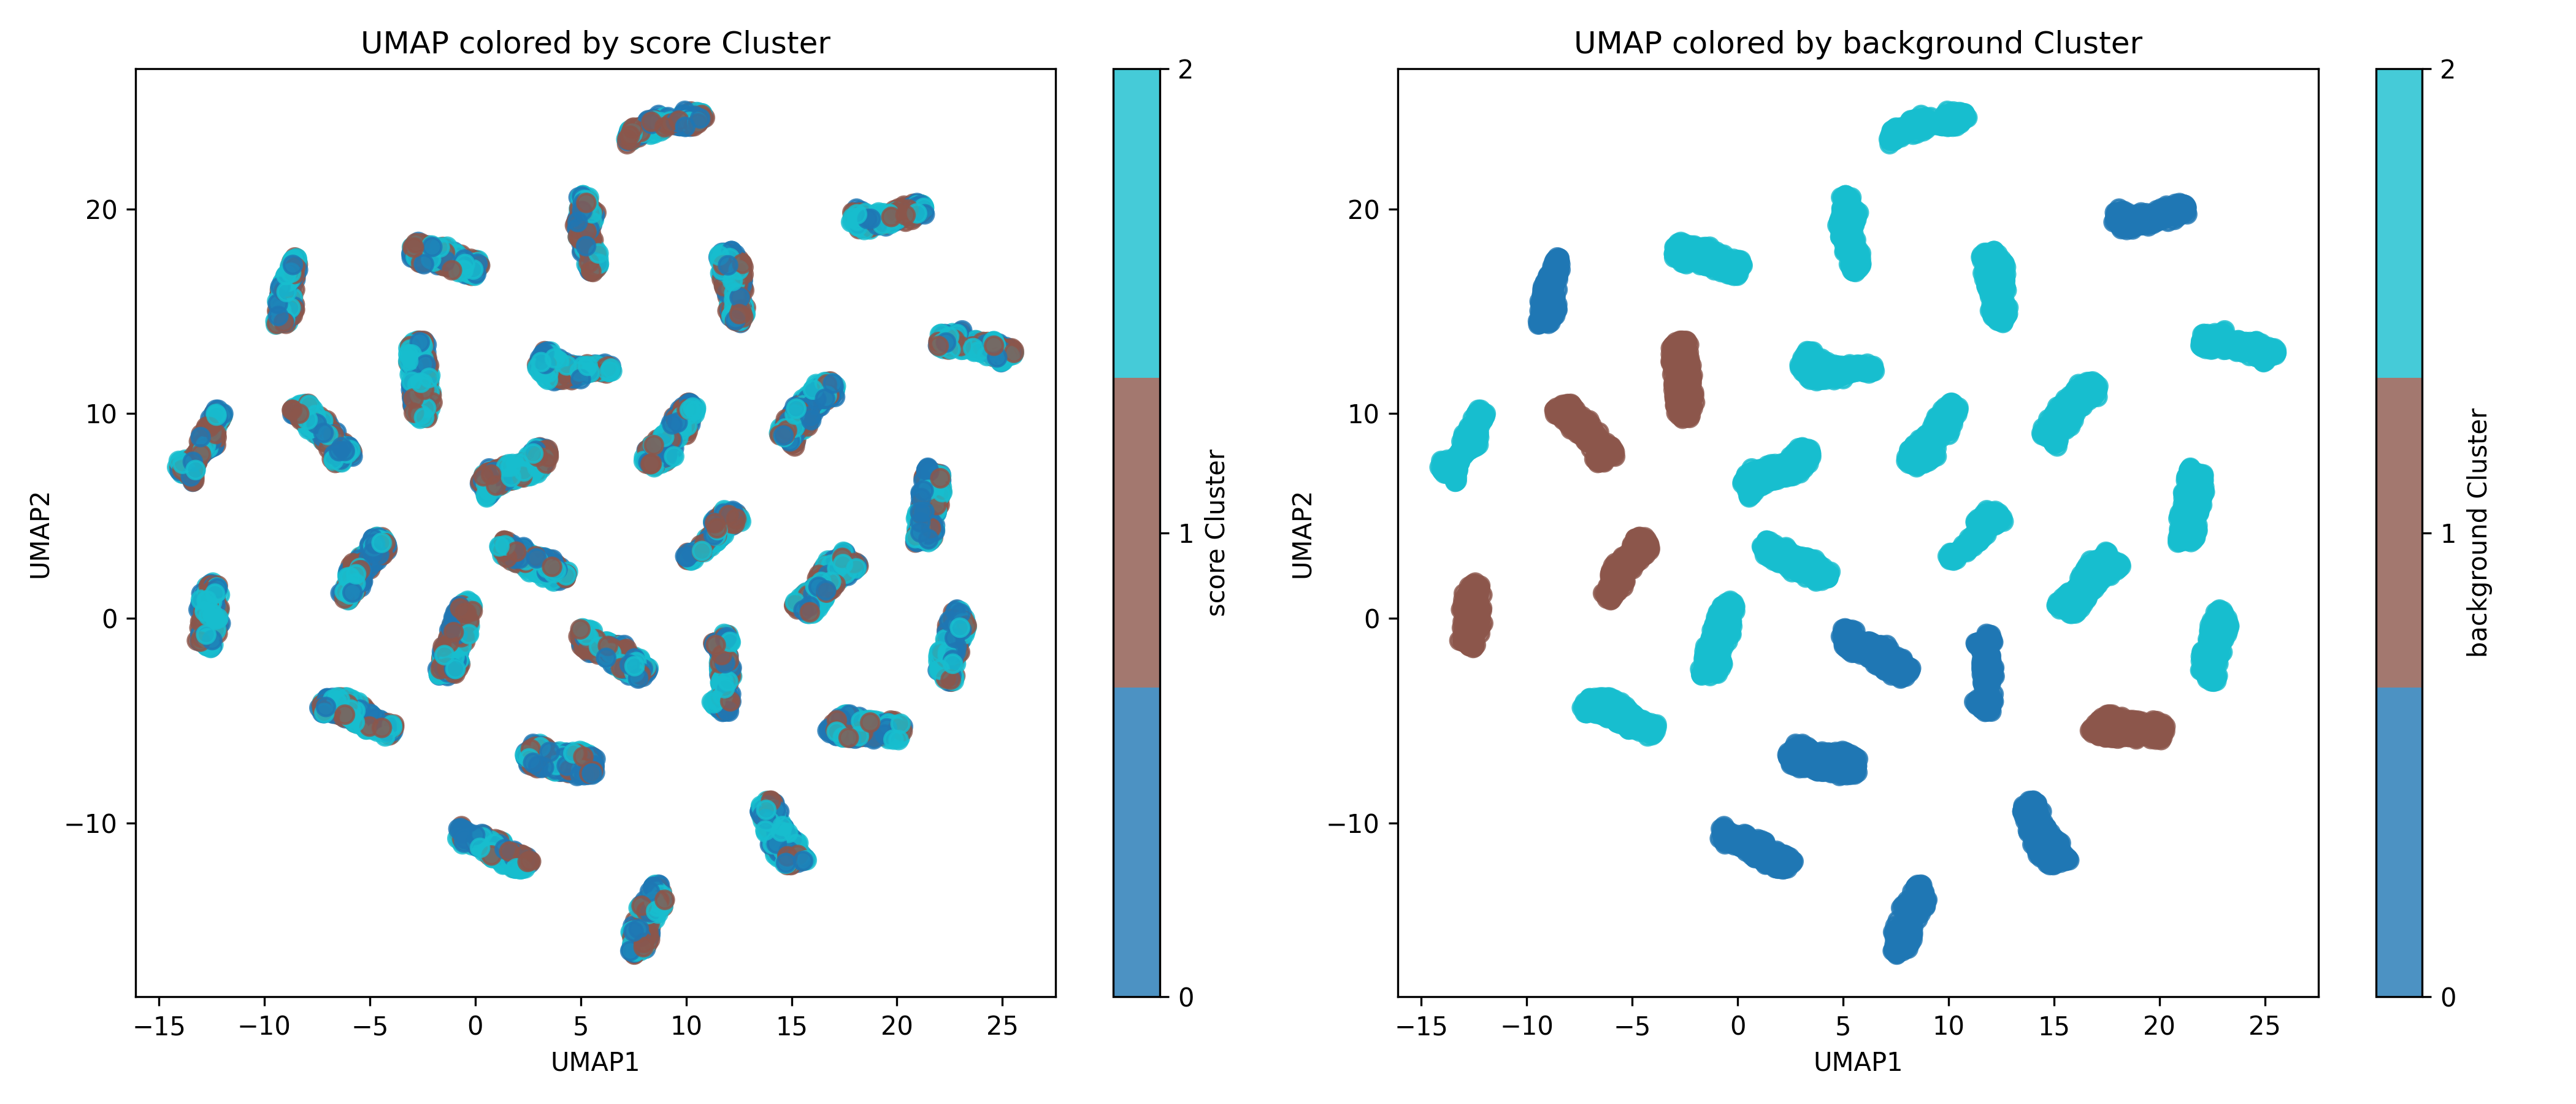 UMAP colored by score Cluster
20
10
0
−10
UMAP2
−15 −10 −5 0 5 10 15 20 25
UMAP1
2
1
0
score Cluster
UMAP colored by background Cluster
20
10
0
−10
UMAP2
−15 −10 −5 0 5 10 15 20 25
UMAP1
2
1
0
background Cluster